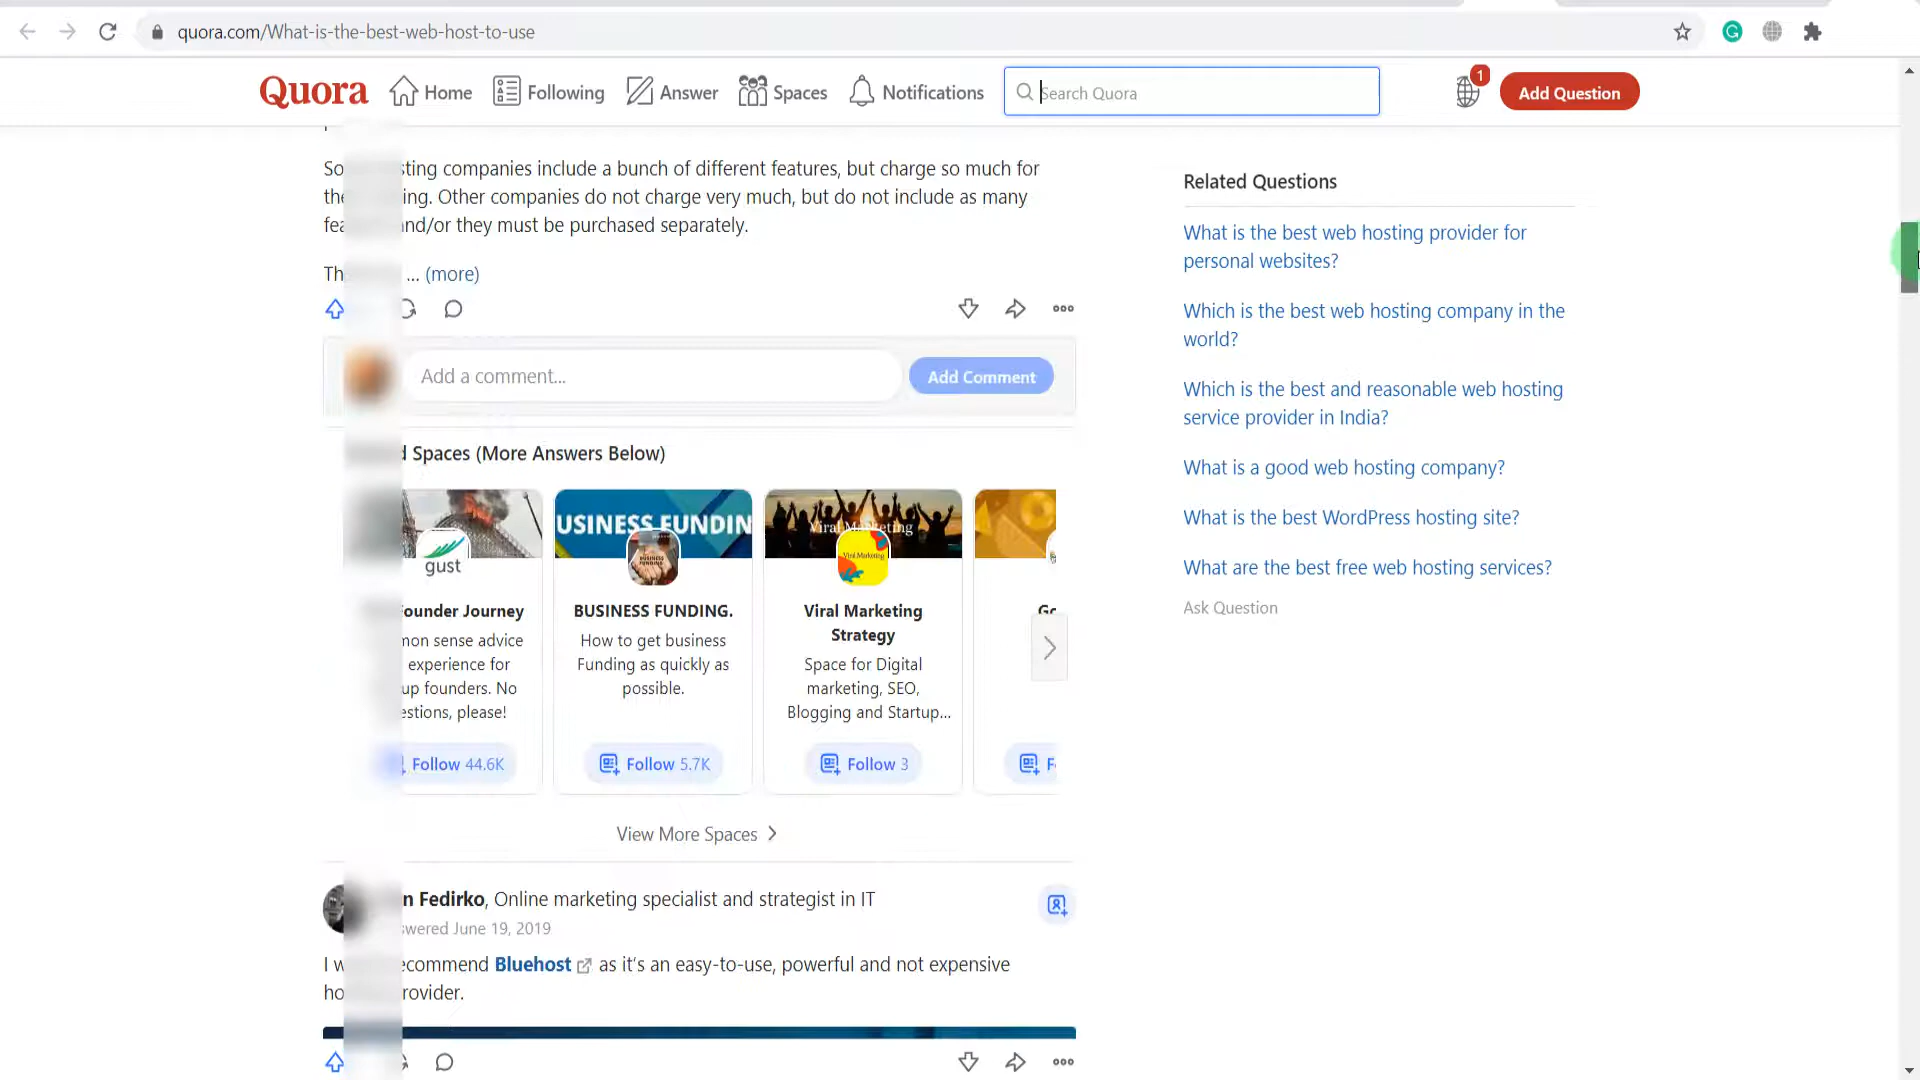 quora.com/What-is-the-best-web-host-to-use
Quora Home Following Answer Spaces Notifications Search Quora 1 Add Question
sting companies include a bunch of different features, but charge so much for
ing. Other companies do not charge very much, but do not include as many
and/or they must be purchased separately.
... (more)
Add a comment... Add Comment
Spaces (More Answers Below)
gust
ounder Journey
mon sense advice
experience for
up founders. No
estions, please!
Follow 44.6K
USINESS FUNDIN
BUSINESS FUNDING.
How to get business
Funding as quickly as
possible.
Follow 5.7K
Viral Marketing
Viral Marketing
Viral Marketing
Strategy
Space for Digital
marketing, SEO,
Blogging and Startup...
Follow 3
Go
F
View More Spaces
n Fedirko, Online marketing specialist and strategist in IT
swered June 19, 2019
I w ecommend Bluehost as it's an easy-to-use, powerful and not expensive
ho rovider.
Related Questions
What is the best web hosting provider for
personal websites?
Which is the best web hosting company in the
world?
Which is the best and reasonable web hosting
service provider in India?
What is a good web hosting company?
What is the best WordPress hosting site?
What are the best free web hosting services?
Ask Question